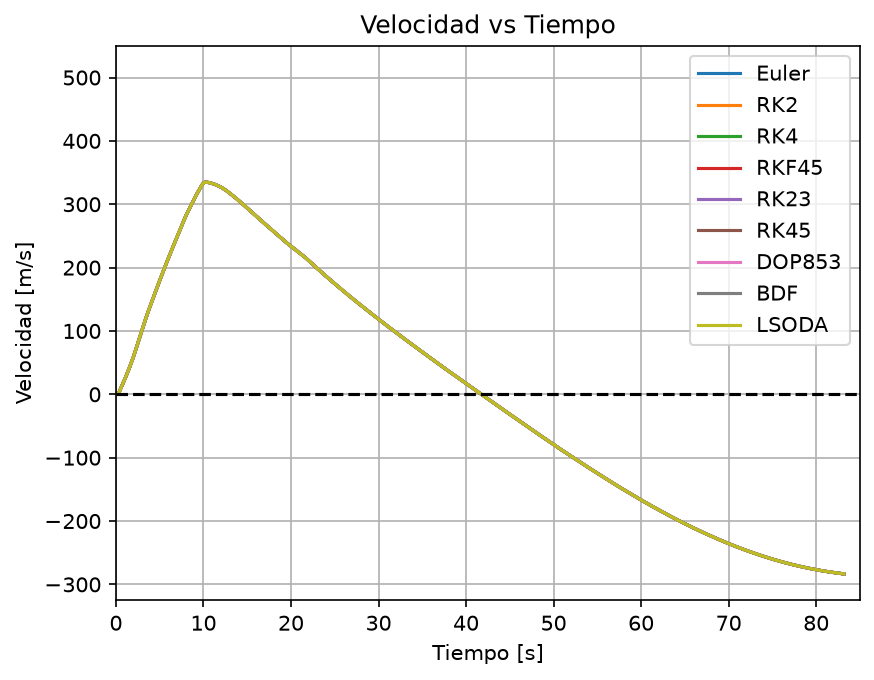 Velocidad vs Tiempo
Velocidad [m/s]
500
400
300
200
100
0
−100
−200
−300
0 10 20 30 40 50 60 70 80
Tiempo [s]
Euler
RK2
RK4
RKF45
RK23
RK45
DOP853
BDF
LSODA